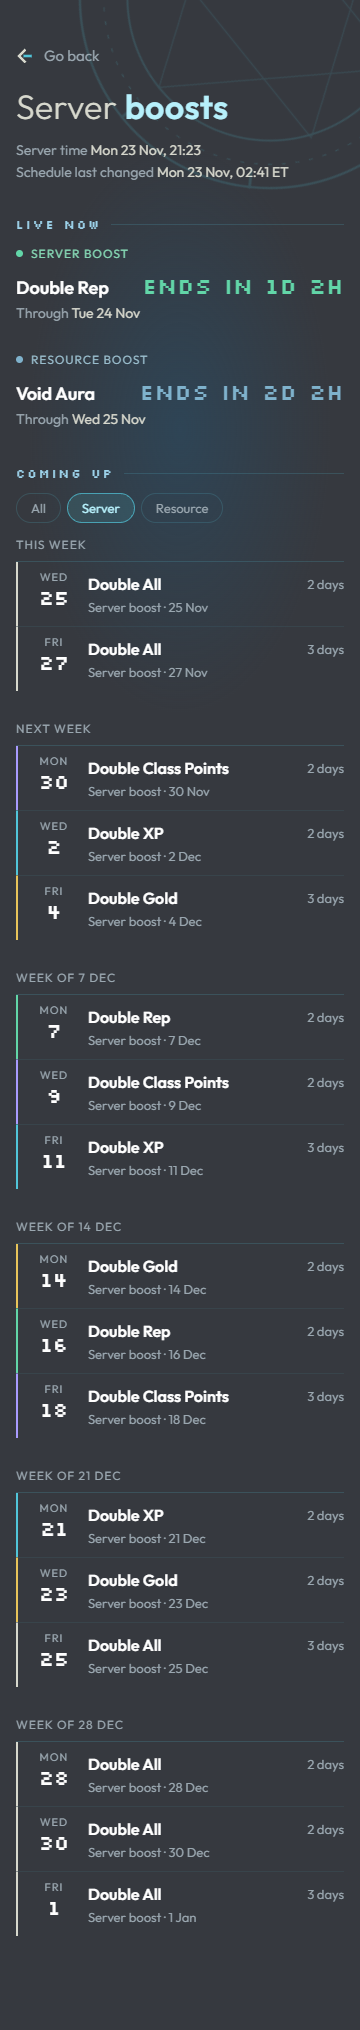 Go back
Server boosts
Server time Mon 23 Nov, 21:23
Schedule last changed Mon 23 Nov, 02:41 ET
LIVE NOW
SERVER BOOST
Double Rep ENDS IN 1D 2H
Through Tue 24 Nov
RESOURCE BOOST
Void Aura ENDS IN 2D 2H
Through Wed 25 Nov
COMING UP
All Server Resource
THIS WEEK
WED 25 Double All 2 days
Server boost · 25 Nov
FRI 27 Double All 3 days
Server boost · 27 Nov
NEXT WEEK
MON 30 Double Class Points 2 days
Server boost · 30 Nov
WED 2 Double XP 2 days
Server boost · 2 Dec
FRI 4 Double Gold 3 days
Server boost · 4 Dec
WEEK OF 7 DEC
MON 7 Double Rep 2 days
Server boost · 7 Dec
WED 9 Double Class Points 2 days
Server boost · 9 Dec
FRI 11 Double XP 3 days
Server boost · 11 Dec
WEEK OF 14 DEC
MON 14 Double Gold 2 days
Server boost · 14 Dec
WED 16 Double Rep 2 days
Server boost · 16 Dec
FRI 18 Double Class Points 3 days
Server boost · 18 Dec
WEEK OF 21 DEC
MON 21 Double XP 2 days
Server boost · 21 Dec
WED 23 Double Gold 2 days
Server boost · 23 Dec
FRI 25 Double All 3 days
Server boost · 25 Dec
WEEK OF 28 DEC
MON 28 Double All 2 days
Server boost · 28 Dec
WED 30 Double All 2 days
Server boost · 30 Dec
FRI 1 Double All 3 days
Server boost · 1 Jan